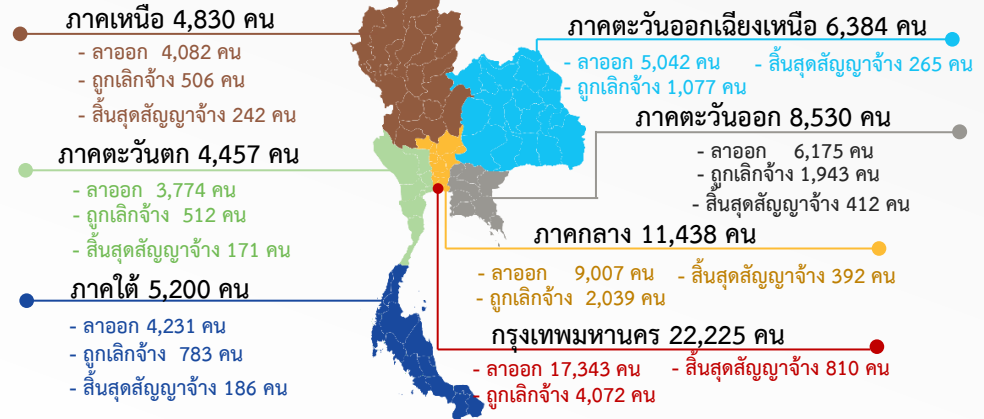 ภาคเหนือ 4,830 คน
- ลาออก 4,082 คน
- ถูกเลิกจ้าง 506 คน
- สิ้นสุดสัญญาจ้าง 242 คน
ภาคตะวันตก 4,457 คน
- ลาออก 3,774 คน
- ถูกเลิกจ้าง 512 คน
- สิ้นสุดสัญญาจ้าง 171 คน
ภาคใต้ 5,200 คน
- ลาออก 4,231 คน
- ถูกเลิกจ้าง 783 คน
- สิ้นสุดสัญญาจ้าง 186 คน
ภาคตะวันออกเฉียงเหนือ 6,384 คน
- ลาออก 5,042 คน - สิ้นสุดสัญญาจ้าง 265 คน
- ถูกเลิกจ้าง 1,077 คน
ภาคตะวันออก 8,530 คน
- ลาออก 6,175 คน
- ถูกเลิกจ้าง 1,943 คน
- สิ้นสุดสัญญาจ้าง 412 คน
ภาคกลาง 11,438 คน
- ลาออก 9,007 คน - สิ้นสุดสัญญาจ้าง 392 คน
- ถูกเลิกจ้าง 2,039 คน
กรุงเทพมหานคร 22,225 คน
- ลาออก 17,343 คน - สิ้นสุดสัญญาจ้าง 810 คน
- ถูกเลิกจ้าง 4,072 คน